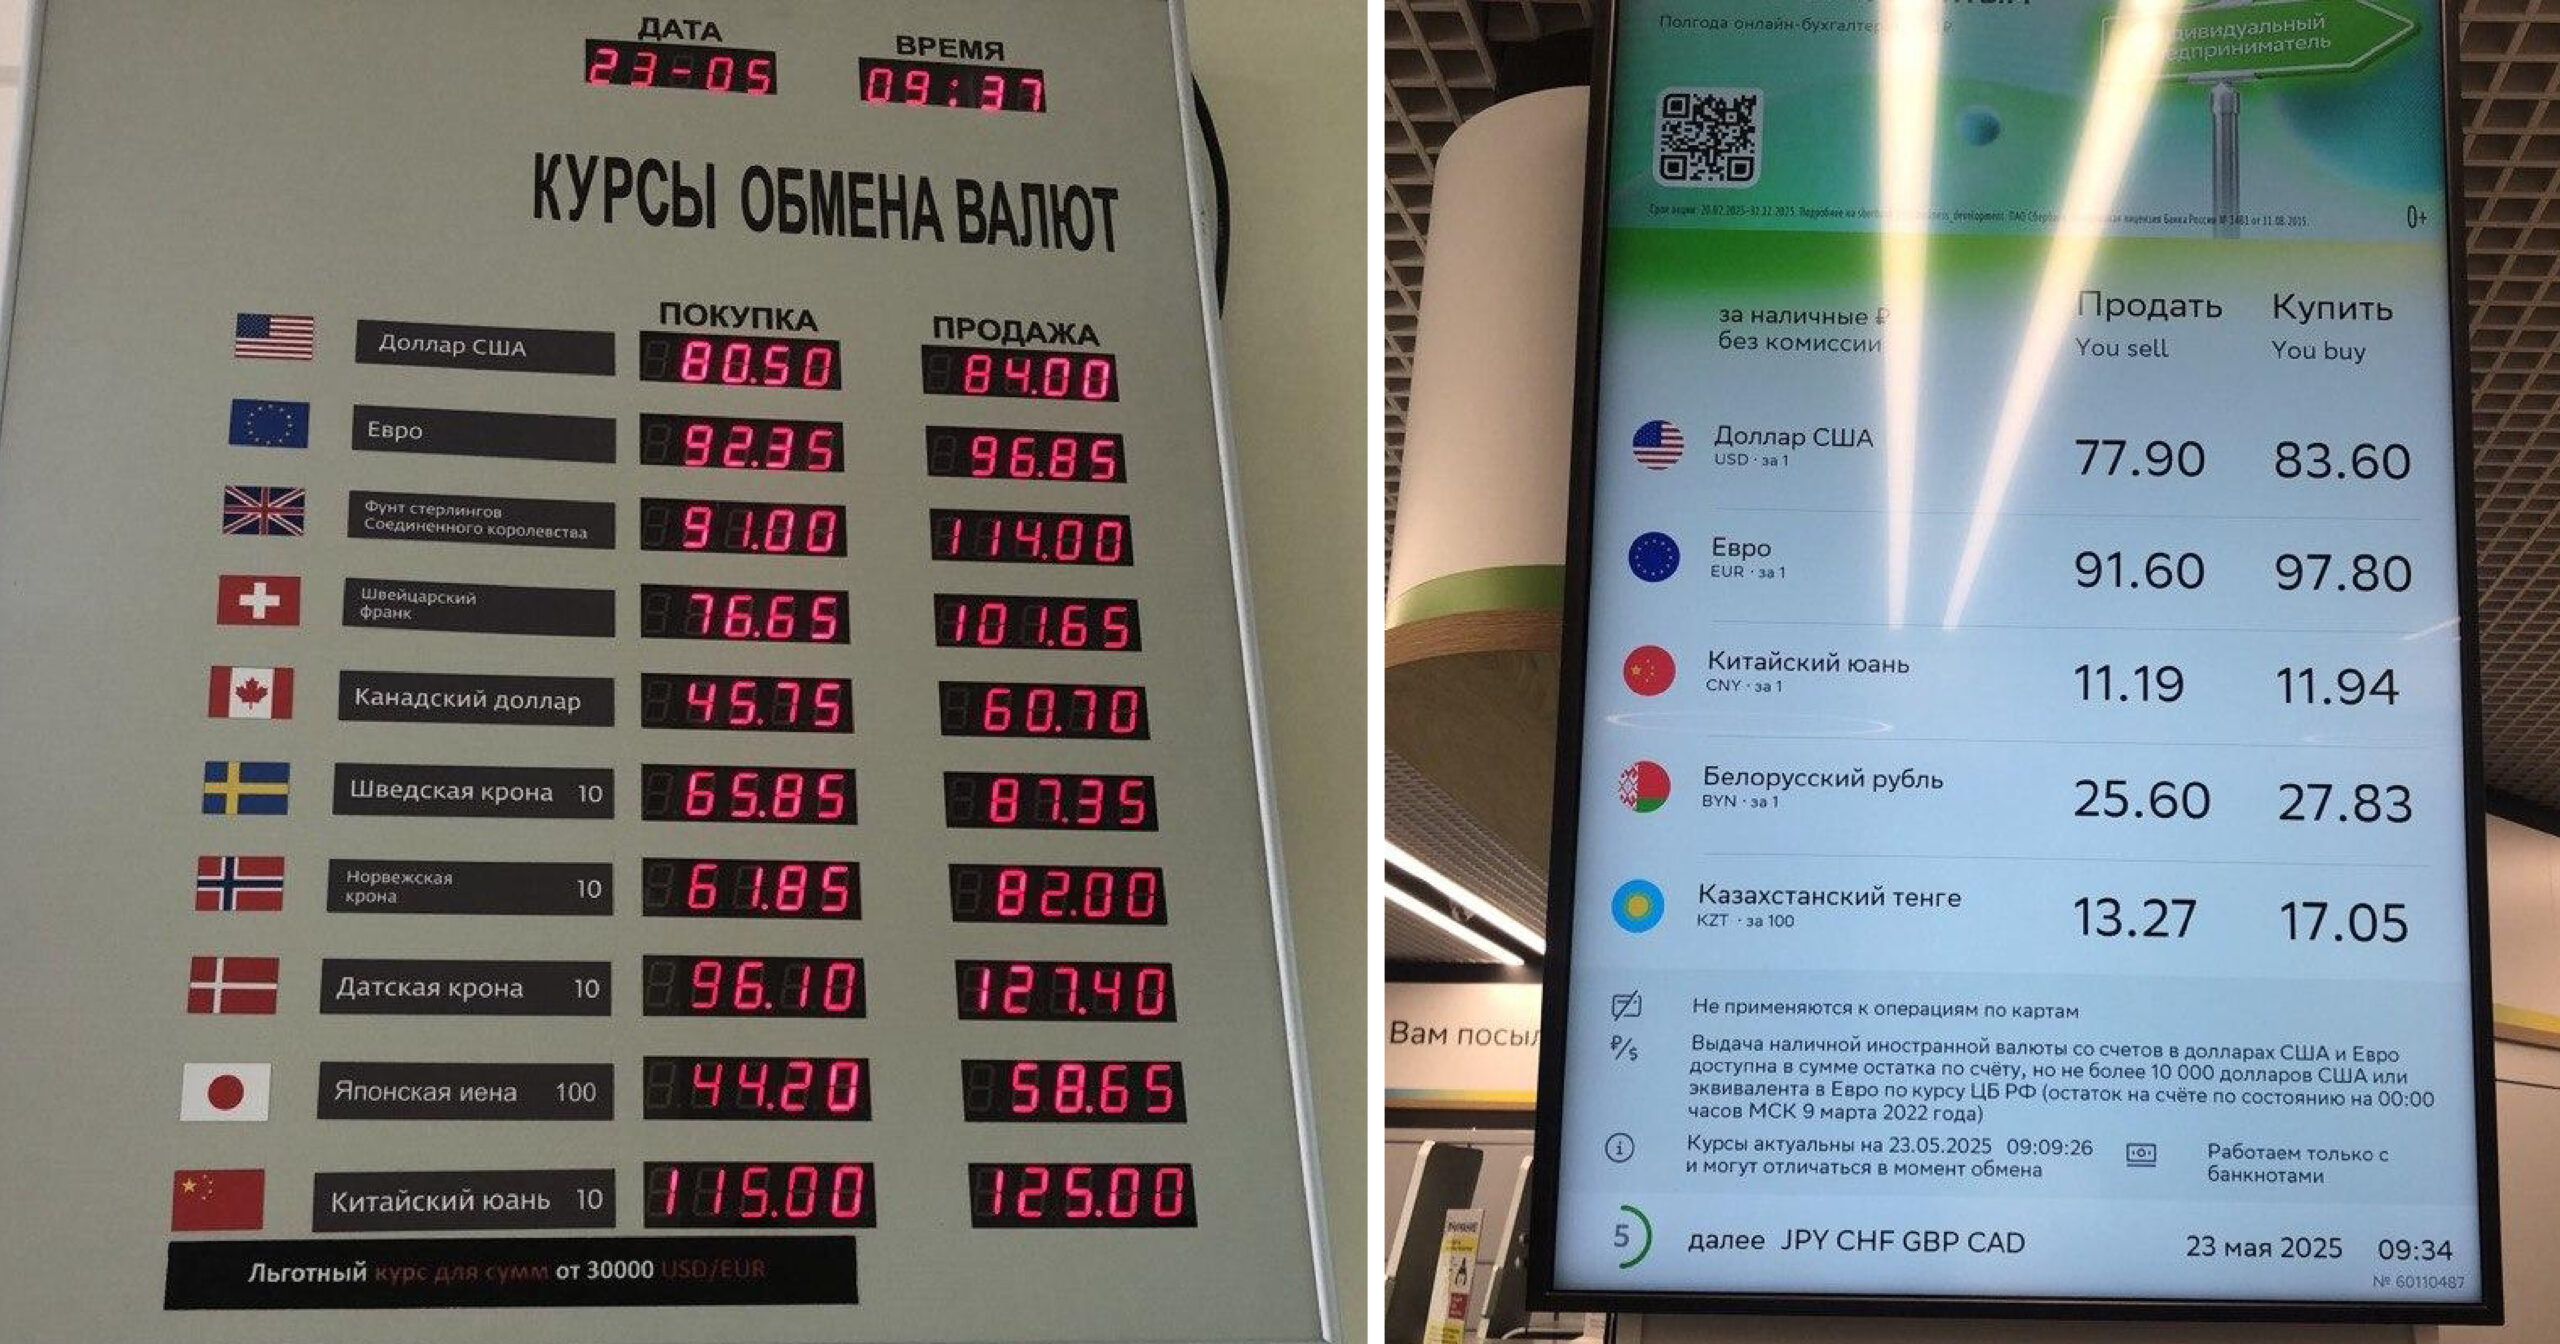 ДАТА ВРЕМЯ
23-05 09:37
КУРСЫ ОБМЕНА ВАЛЮТ
ПОКУПКА ПРОДАЖА
Доллар США 80.50 84.00
Евро 92.35 96.85
Фунт стерлингов
Соединенного королевства 91.00 114.00
Швейцарский
франк 76.65 101.65
Канадский доллар 45.75 60.70
Шведская крона 10 65.85 87.35
Норвежская
крона 10 61.85 82.00
Датская крона 10 96.10 127.40
Японская иена 100 44.20 58.65
Китайский юань 10 115.00 125.00
Льготный курс для сумм от 30000 USD/EUR
Полгода
0+
за наличные ₽
без комиссии
Продать Купить
You sell You buy
Доллар США
USD · за 1
77.90 83.60
Евро
EUR · за 1
91.60 97.80
Китайский юань
CNY · за 1
11.19 11.94
Белорусский рубль
BYN · за 1
25.60 27.83
Казахстанский тенге
KZT · за 100
13.27 17.05
Не применяются к операциям по картам
₽/$
Выдача наличной иностранной валюты со счетов в долларах США и Евро
доступна в сумме остатка по счёту, но не более 10 000 долларов США или
эквивалента в Евро по курсу ЦБ РФ (остаток на счёте по состоянию на 00:00
часов МСК 9 марта 2022 года)
Курсы актуальны на 23.05.2025 09:09:26
и могут отличаться в момент обмена
Работаем только с
банкнотами
5 далее JPY CHF GBP CAD
23 мая 2025 09:34
№ 60110487
Вам